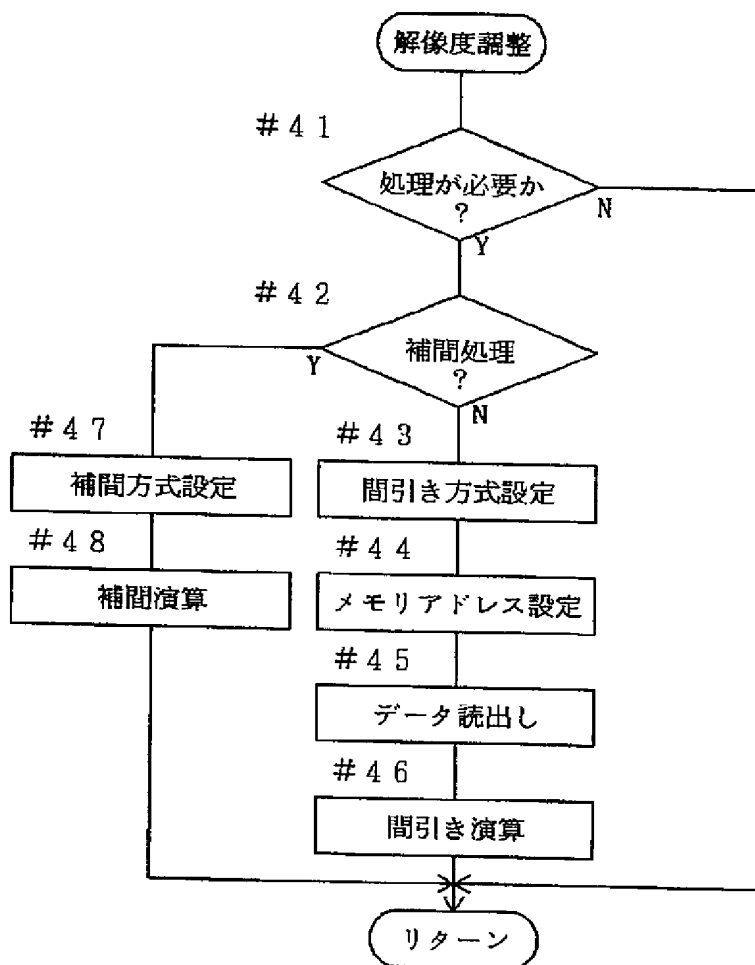 解像度調整
#41
処理が必要か
?
N
Y
#42
補間処理
?
Y
N
#47
補間方式設定
#48
補間演算
#43
間引き方式設定
#44
メモリアドレス設定
#45
データ読出し
#46
間引き演算
リターン